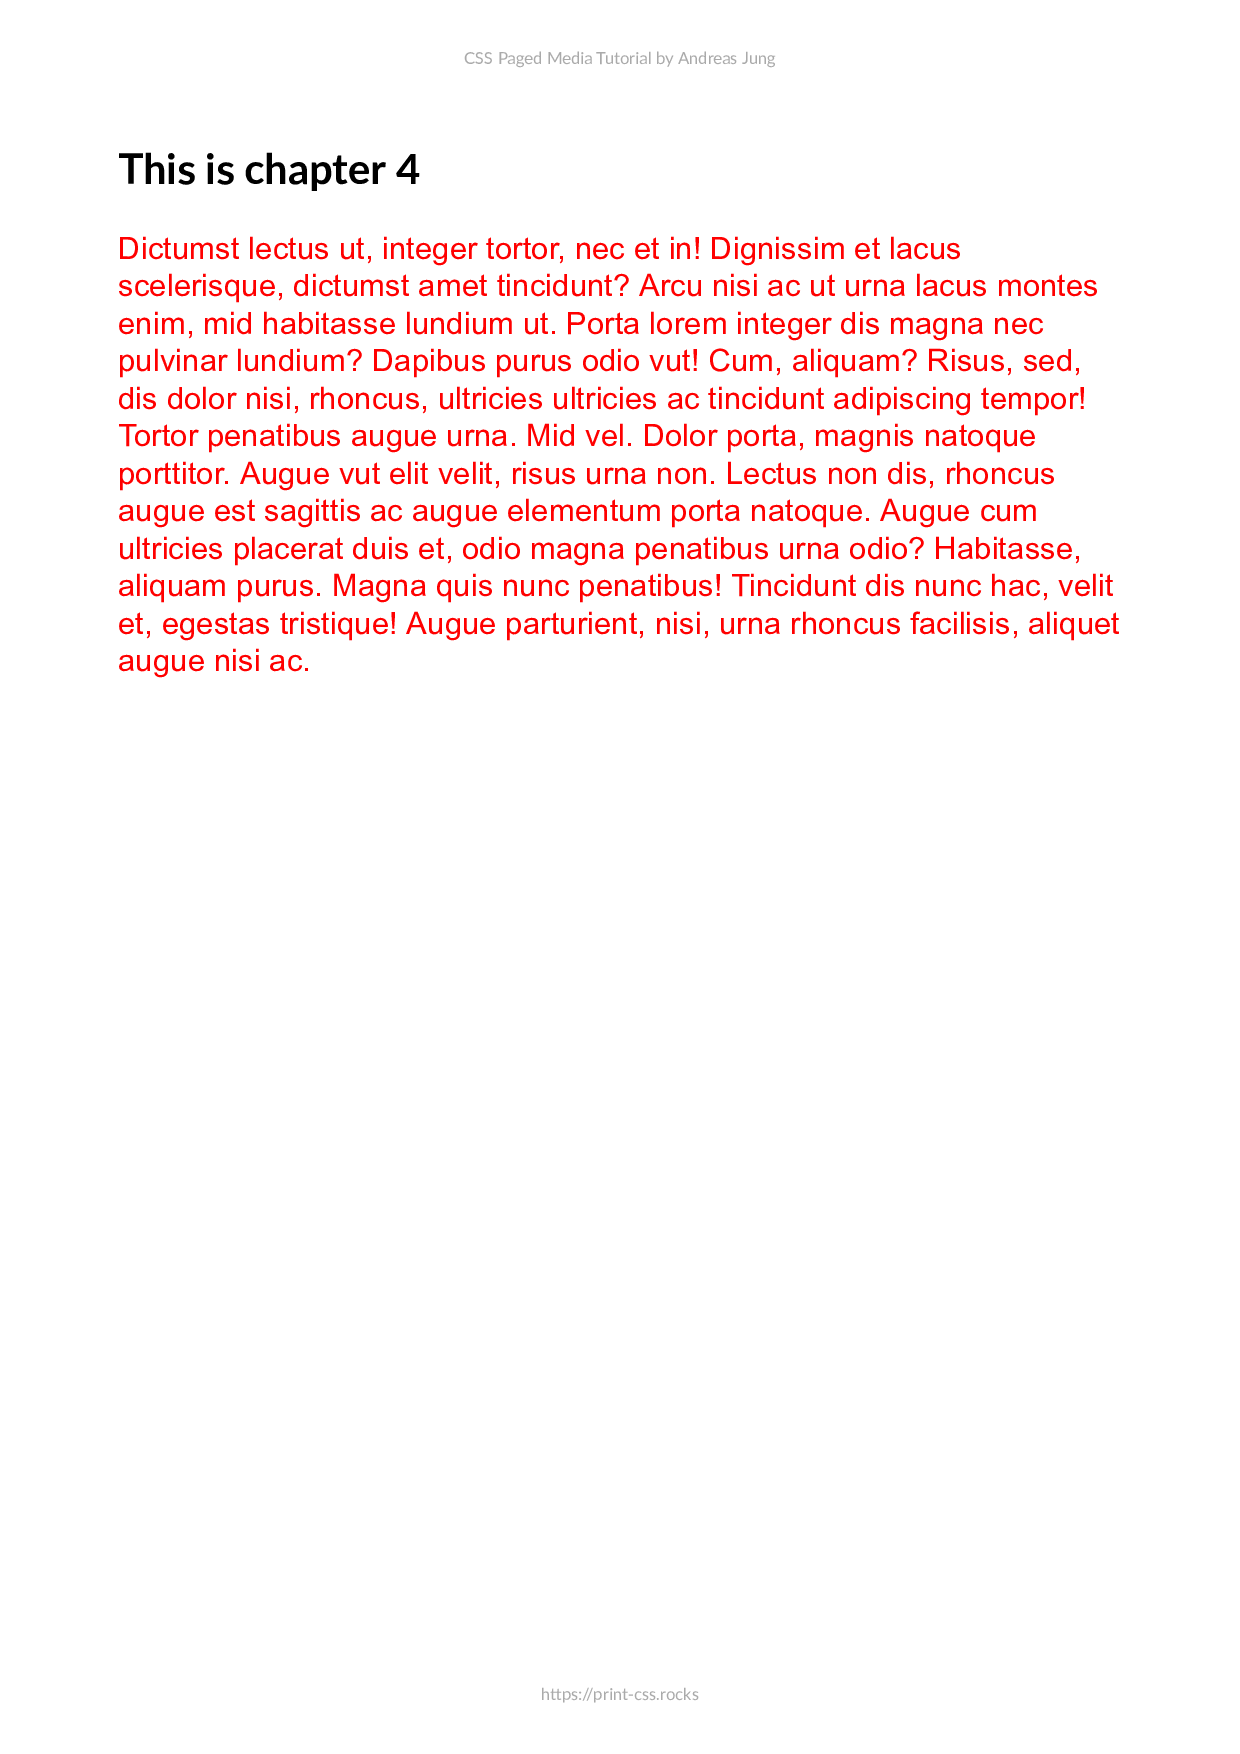 CSS Paged Media Tutorial by Andreas Jung
This is chapter 4
Dictumst lectus ut, integer tortor, nec et in! Dignissim et lacus
scelerisque, dictumst amet tincidunt? Arcu nisi ac ut urna lacus montes
enim, mid habitasse lundium ut. Porta lorem integer dis magna nec
pulvinar lundium? Dapibus purus odio vut! Cum, aliquam? Risus, sed,
dis dolor nisi, rhoncus, ultricies ultricies ac tincidunt adipiscing tempor!
Tortor penatibus augue urna. Mid vel. Dolor porta, magnis natoque
porttitor. Augue vut elit velit, risus urna non. Lectus non dis, rhoncus
augue est sagittis ac augue elementum porta natoque. Augue cum
ultricies placerat duis et, odio magna penatibus urna odio? Habitasse,
aliquam purus. Magna quis nunc penatibus! Tincidunt dis nunc hac, velit
et, egestas tristique! Augue parturient, nisi, urna rhoncus facilisis, aliquet
augue nisi ac.
https://print-css.rocks